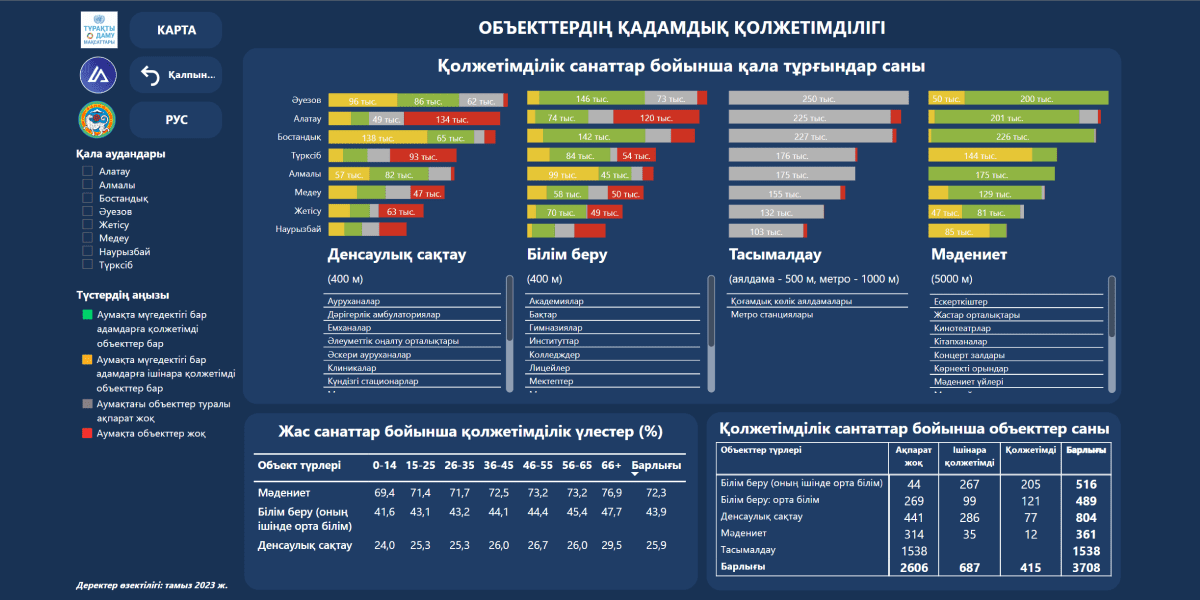 ТҰРАҚТЫ
ДАМУ
МАҚСАТТАРЫ
КАРТА
Қалпын...
РУС
ОБЪЕКТТЕРДІҢ ҚАДАМДЫҚ ҚОЛЖЕТІМДІЛІГІ
Қала аудандары
Алатау
Алмалы
Бостандық
Әуезов
Жетісу
Медеу
Наурызбай
Түрксіб
Түстердің аңызы
Аумақта мүгедектігі бар
адамдарға қолжетімді
объекттер бар
Аумақта мүгедектігі бар
адамдарға ішінара қолжетімді
объекттер бар
Аумақтағы объекттер туралы
ақпарат жоқ
Аумақта объекттер жоқ
Деректер өзектілігі: тамыз 2023 ж.
Қолжетімділік санаттар бойынша қала тұрғындар саны
Әуезов 96 тыс. 86 тыс. 62 тыс. 146 тыс. 73 тыс. 250 тыс. 50 тыс. 200 тыс.
Алатау 49 тыс. 134 тыс. 74 тыс. 120 тыс. 225 тыс. 201 тыс.
Бостандық 138 тыс. 65 тыс. 142 тыс. 227 тыс. 226 тыс.
Түрксіб 93 тыс. 84 тыс. 54 тыс. 176 тыс. 144 тыс.
Алмалы 57 тыс. 82 тыс. 99 тыс. 45 тыс. 175 тыс. 175 тыс.
Медеу 47 тыс. 58 тыс. 50 тыс. 155 тыс. 129 тыс.
Жетісу 63 тыс. 70 тыс. 49 тыс. 132 тыс. 47 тыс. 81 тыс.
Наурызбай 103 тыс. 85 тыс.
Денсаулық сақтау
(400 м)
Ауруханалар
Дәрігерлік амбулаториялар
Емханалар
Әлеуметтік оңалту орталықтары
Әскери ауруханалар
Клиникалар
Күндізгі стационарлар
Білім беру
(400 м)
Академиялар
Бақтар
Гимназиялар
Институттар
Колледждер
Лицейлер
Мектептер
Тасымалдау
(аялдама - 500 м, метро - 1000 м)
Қоғамдық көлік аялдамалары
Метро станциялары
Мәдениет
(5000 м)
Ескерткіштер
Жастар орталықтары
Кинотеатрлар
Кітапханалар
Концерт залдары
Көрнекті орындар
Мәдениет үйлері
Жас санаттар бойынша қолжетімділік үлестер (%)
Объект түрлері 0-14 15-25 26-35 36-45 46-55 56-65 66+ Барлығы
Мәдениет 69,4 71,4 71,7 72,5 73,2 73,2 76,9 72,3
Білім беру (оның
ішінде орта білім) 41,6 43,1 43,2 44,1 44,4 45,4 47,7 43,9
Денсаулық сақтау 24,0 25,3 25,3 26,0 26,7 26,0 29,5 25,9
Қолжетімділік сантаттар бойынша объекттер саны
Объекттер түрлері Ақпарат жоқ Ішінара қолжетімді Қолжетімді Барлығы
Білім беру (оның ішінде орта білім) 44 267 205 516
Білім беру: орта білім 269 99 121 489
Денсаулық сақтау 441 286 77 804
Мәдениет 314 35 12 361
Тасымалдау 1538 1538
Барлығы 2606 687 415 3708